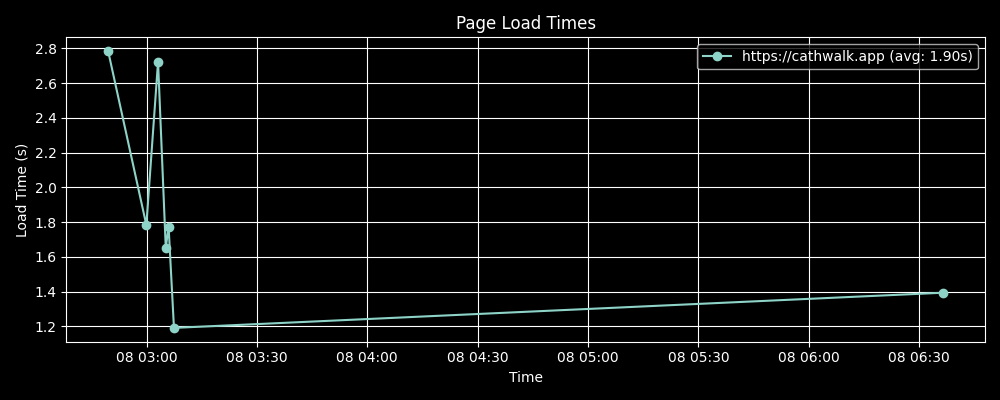 Page Load Times
https://cathwalk.app (avg: 1.90s)
Load Time (s)
2.8
2.6
2.4
2.2
2.0
1.8
1.6
1.4
1.2
08 03:00 08 03:30 08 04:00 08 04:30 08 05:00 08 05:30 08 06:00 08 06:30
Time